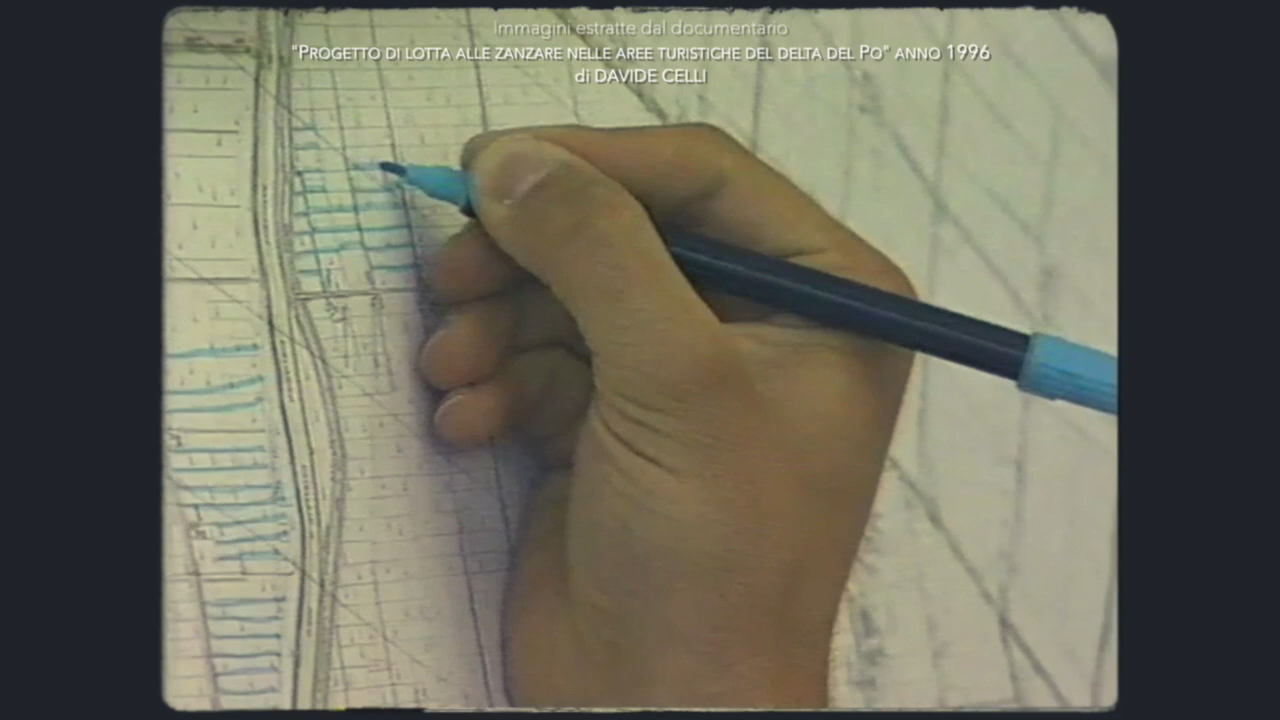 Immagini estratte dal documentario
"PROGETTO DI LOTTA ALLE ZANZARE NELLE AREE TURISTICHE DEL DELTA DEL PO" ANNO 1996
di DAVIDE CELLI